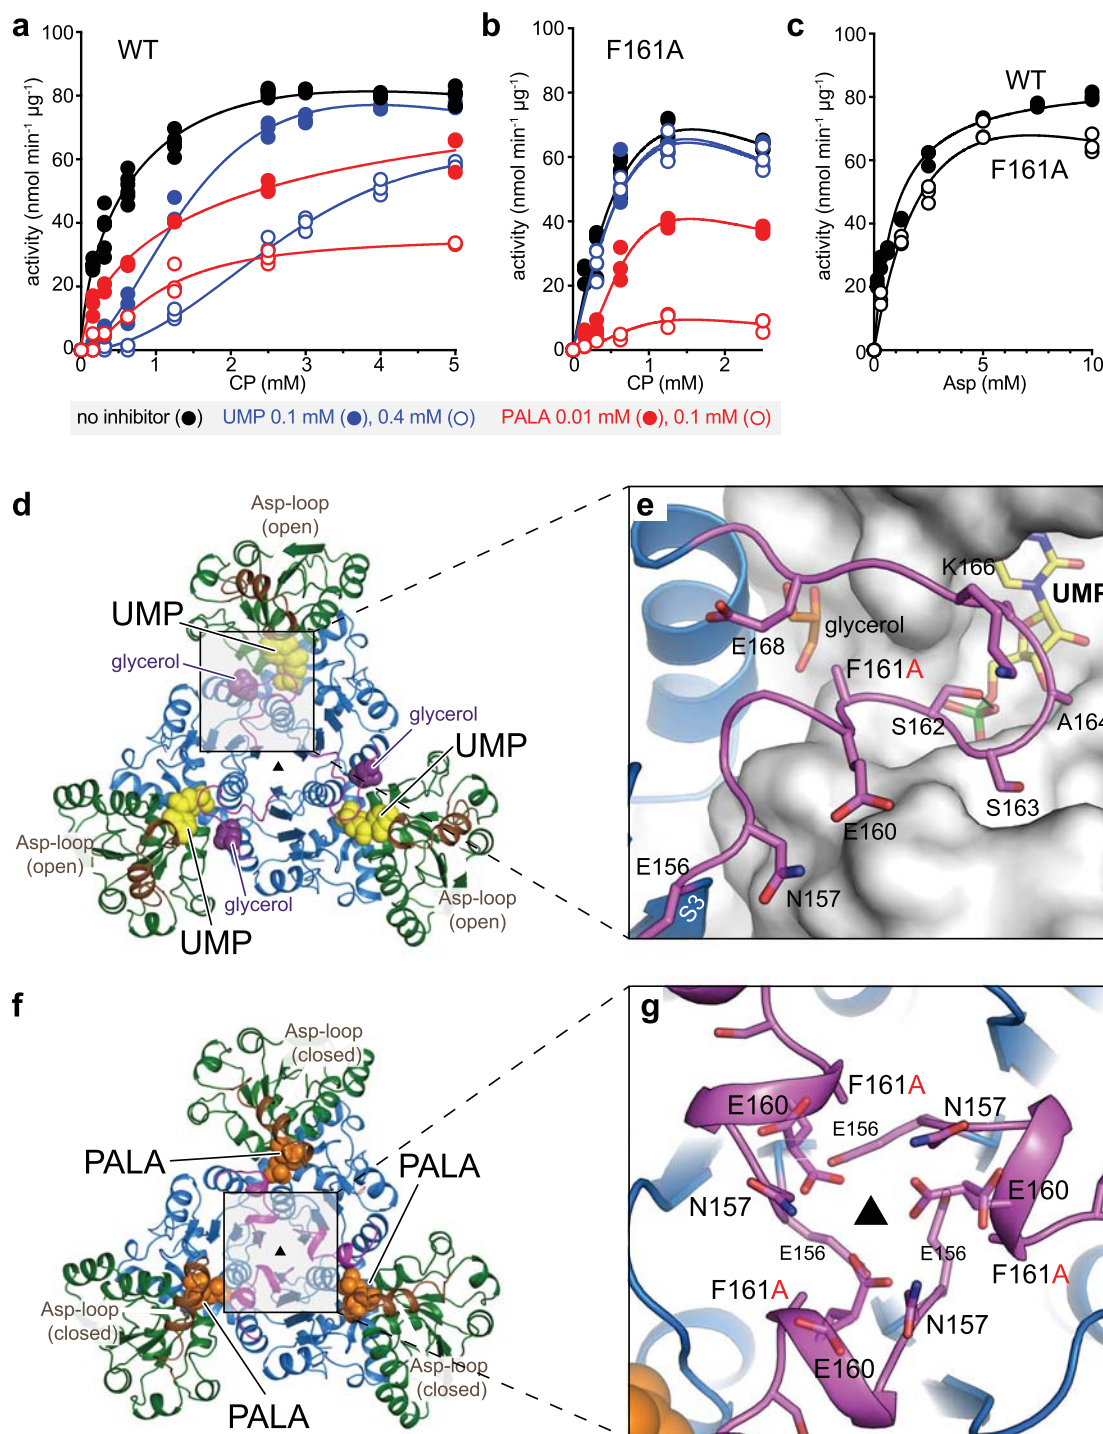 a
WT
activity (nmol min⁻¹ µg⁻¹)
100
80
60
40
20
0
0
1
2
3
4
5
CP (mM)
b
F161A
100
80
60
40
20
0
0
1
2
CP (mM)
c
activity (nmol min⁻¹ µg⁻¹)
100
80
60
40
20
0
WT
F161A
0
5
10
Asp (mM)
no inhibitor (●) UMP 0.1 mM (●), 0.4 mM (○) PALA 0.01 mM (●), 0.1 mM (○)
d
Asp-loop
(open)
UMP
glycerol
glycerol
UMP
Asp-loop
(open)
glycerol
UMP
Asp-loop
(open)
e
K166
UMP
glycerol
E168
F161A
S162
A164
S163
E160
E156
N157
S3
f
Asp-loop
(closed)
PALA
PALA
Asp-loop
(closed)
Asp-loop
(closed)
PALA
g
F161A
E160
N157
E156
E160
N157
E156
E156
F161A
F161A
N157
E160